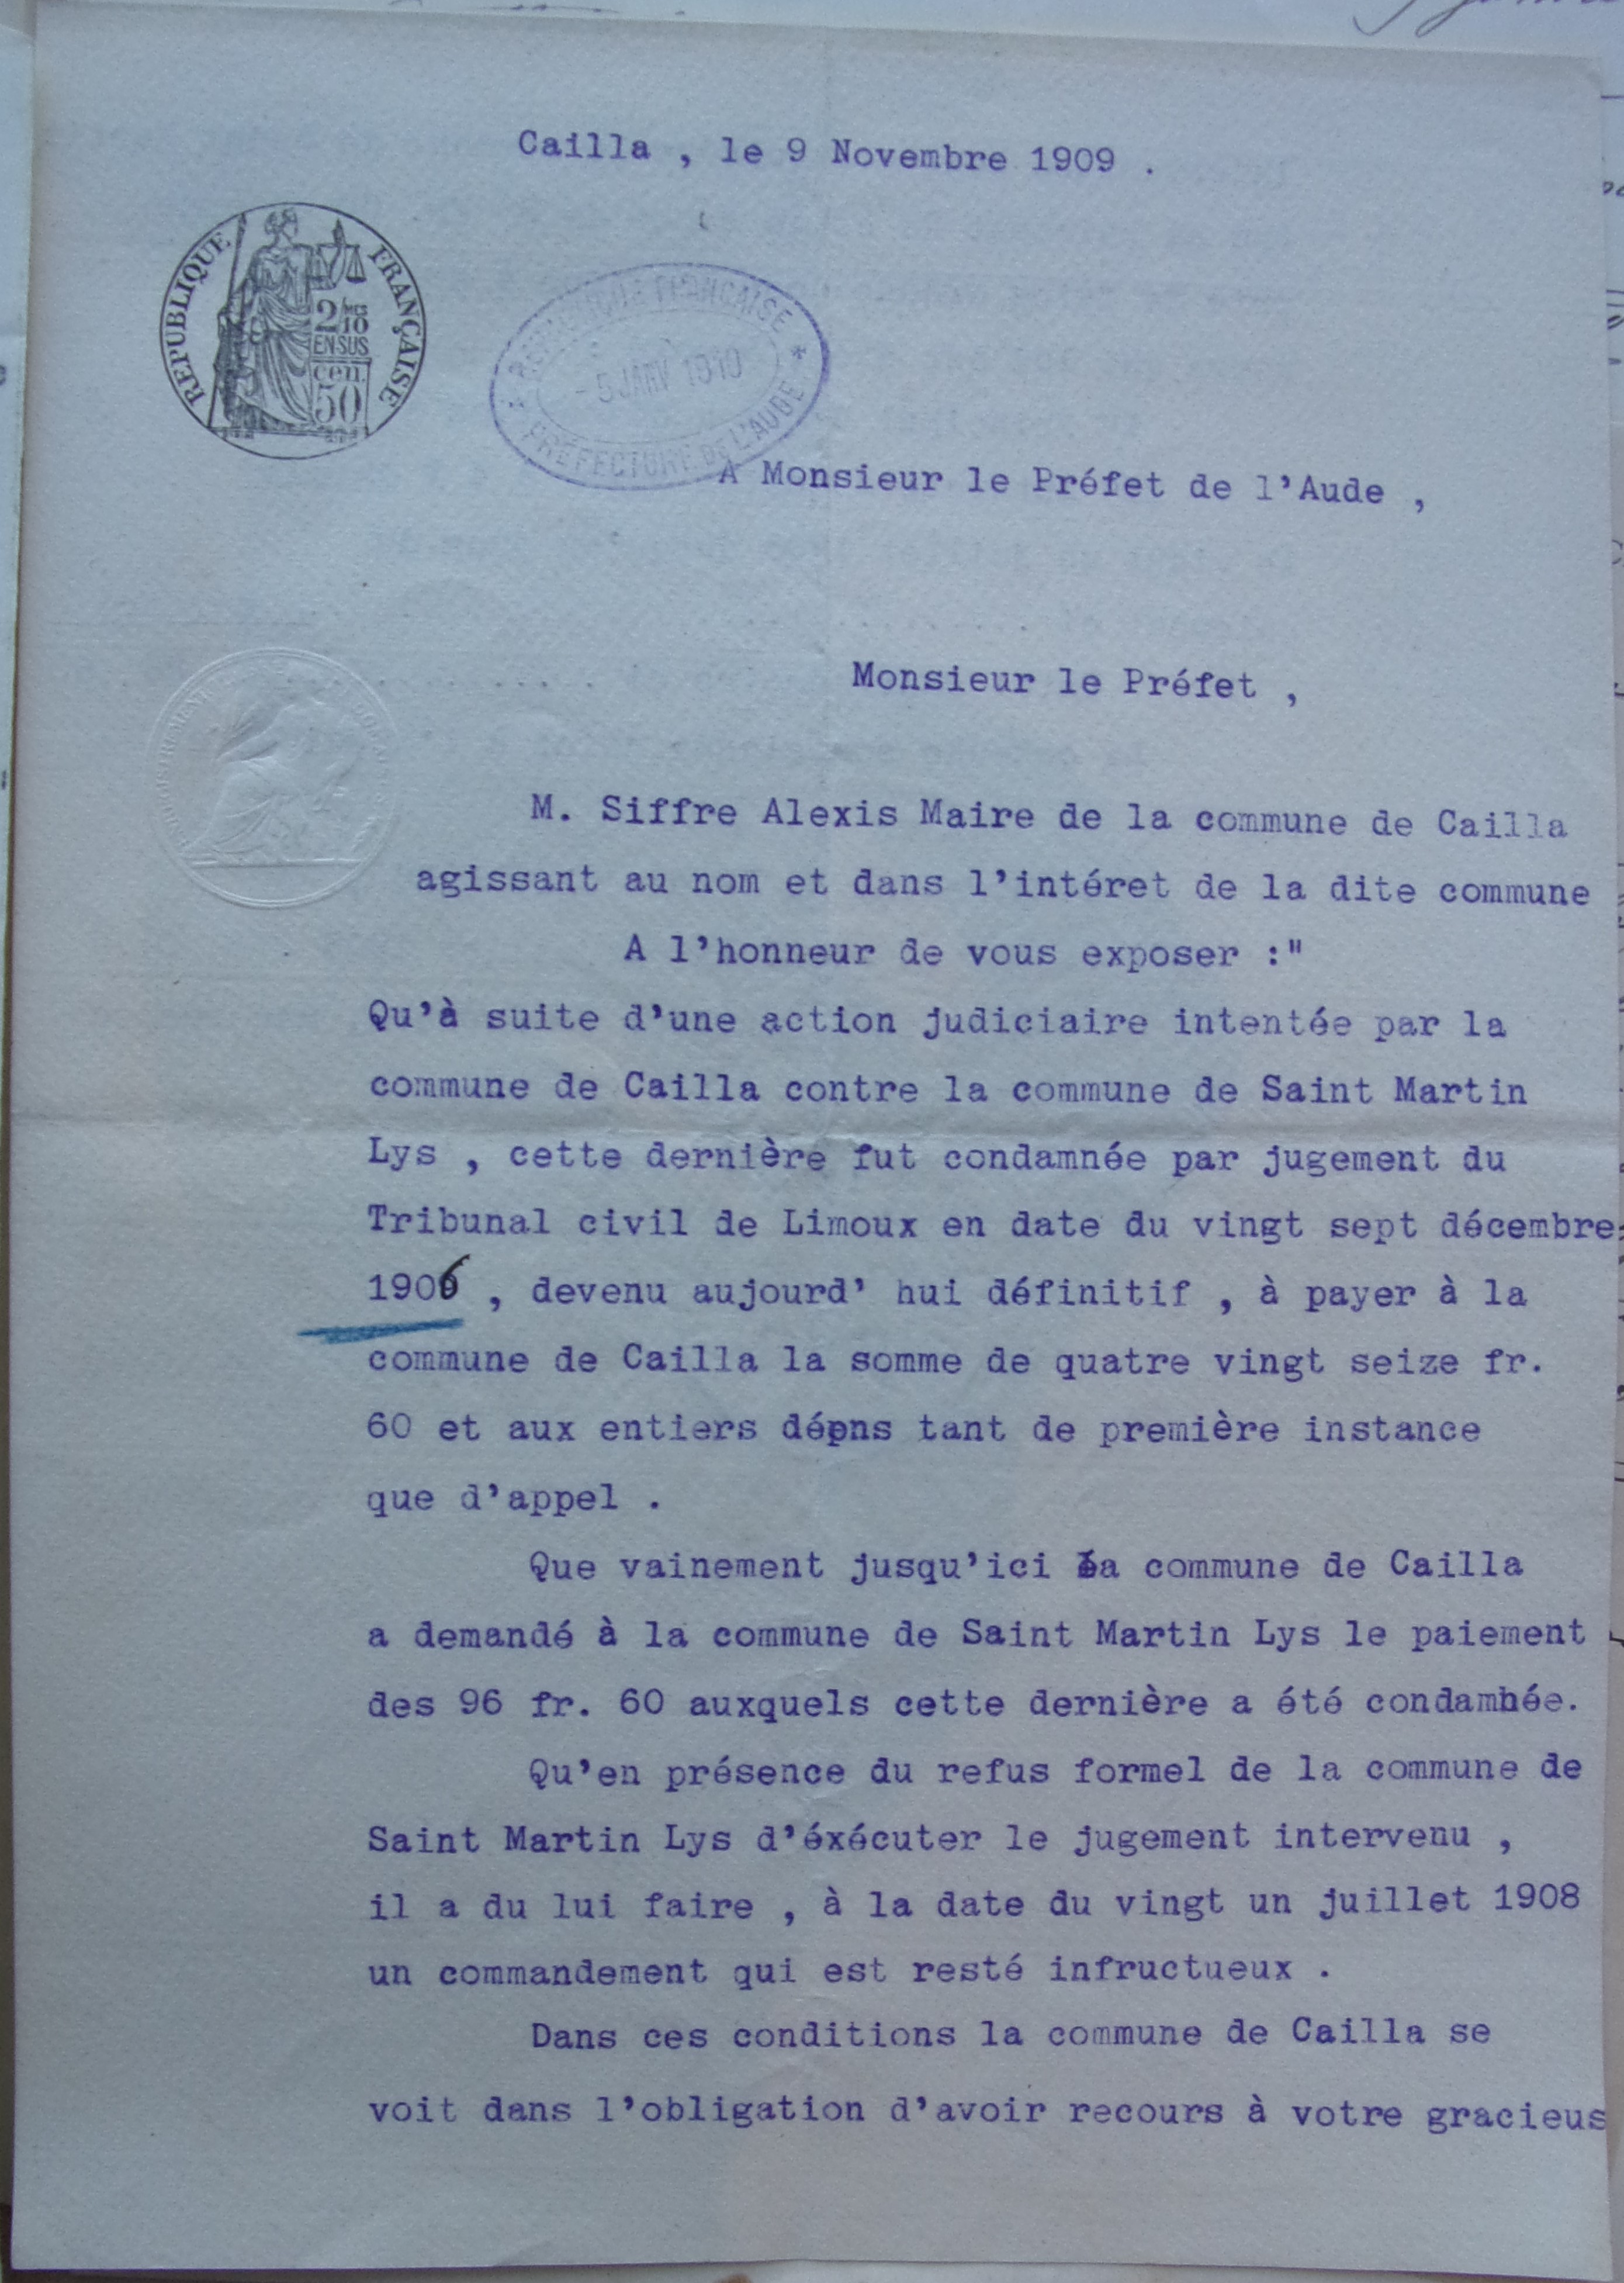 Cailla , le 9 Novembre 1909 .
REPUBLIQUE FRANÇAISE
2/10 mes
EN SUS
cen.
50
REPUBLIQUE FRANCAISE
- 5 JANV 1910
* PRÉFECTURE DE L'AUDE *
A Monsieur le Préfet de l'Aude ,
Monsieur le Préfet ,
M. Siffre Alexis Maire de la commune de Cailla
agissant au nom et dans l'intéret de la dite commune
A l'honneur de vous exposer :"
Qu'à suite d'une action judiciaire intentée par la
commune de Cailla contre la commune de Saint Martin
Lys , cette dernière fut condamnée par jugement du
Tribunal civil de Limoux en date du vingt sept décembre
1906 , devenu aujourd' hui définitif , à payer à la
commune de Cailla la somme de quatre vingt seize fr.
60 et aux entiers dépns tant de première instance
que d'appel .
Que vainement jusqu'ici la commune de Cailla
a demandé à la commune de Saint Martin Lys le paiement
des 96 fr. 60 auxquels cette dernière a été condamnée.
Qu'en présence du refus formel de la commune de
Saint Martin Lys d'éxécuter le jugement intervenu ,
il a du lui faire , à la date du vingt un juillet 1908
un commandement qui est resté infructueux .
Dans ces conditions la commune de Cailla se
voit dans l'obligation d'avoir recours à votre gracieus